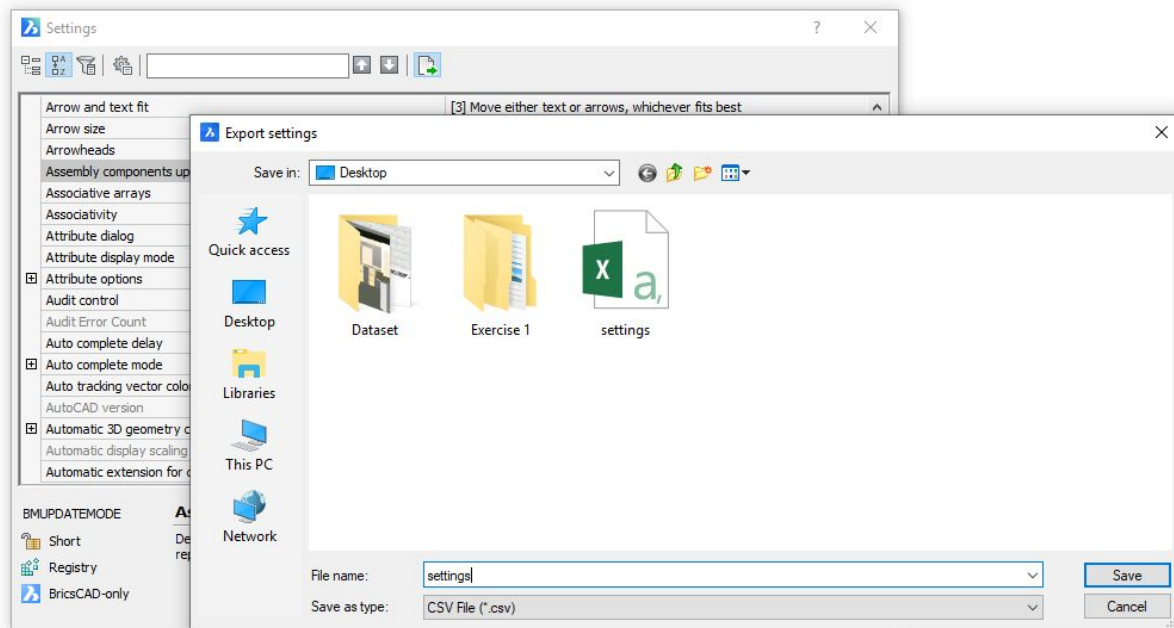 Settings
?
Arrow and text fit
[3] Move either text or arrows, whichever fits best
Arrow size
Arrowheads
Assembly components up
Associative arrays
Associativity
Attribute dialog
Attribute display mode
Attribute options
Audit control
Audit Error Count
Auto complete delay
Auto complete mode
Auto tracking vector colo
AutoCAD version
Automatic 3D geometry c
Automatic display scaling
Automatic extension for c
BMUPDATEMODE
As
Short
De
Registry
rep
BricsCAD-only
Export settings
Save in:
Desktop
Quick access
Desktop
Libraries
This PC
Network
Dataset
Exercise 1
X
a,
settings
File name:
settings
Save
Save as type:
CSV File (*.csv)
Cancel